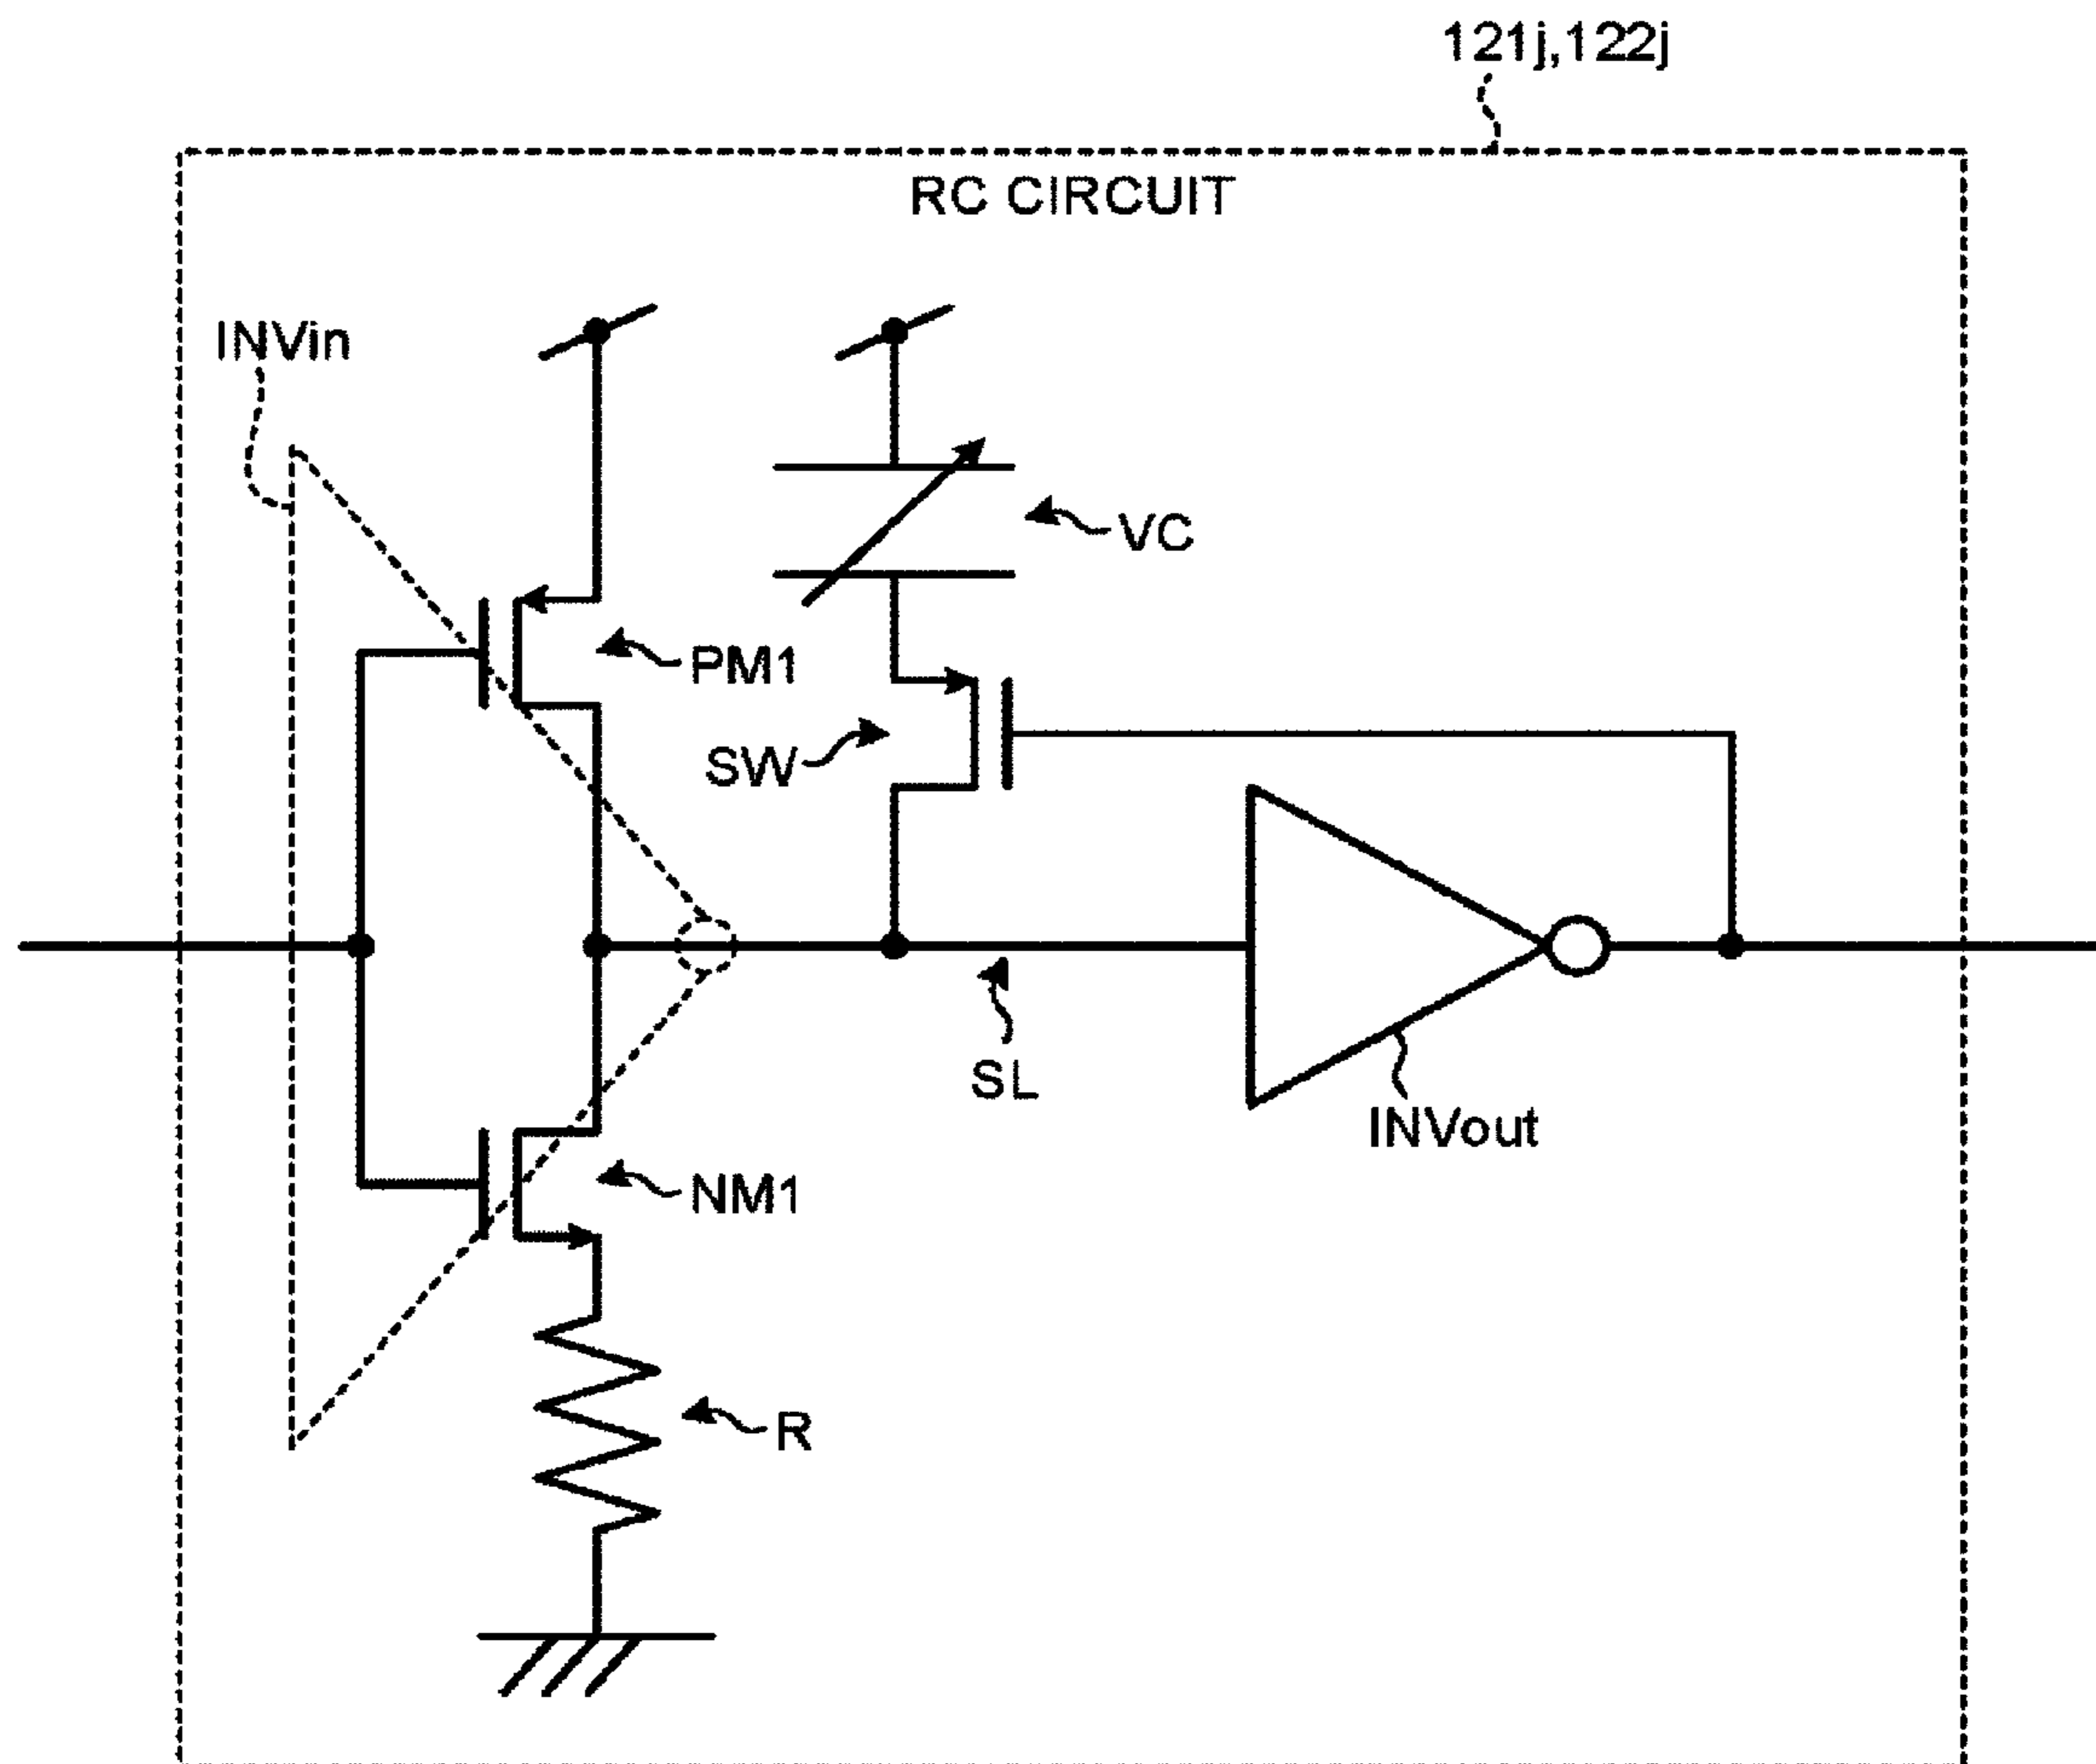 121j,122j
RC CIRCUIT
INVin
VC
PM1
SW
SL
INVout
NM1
R